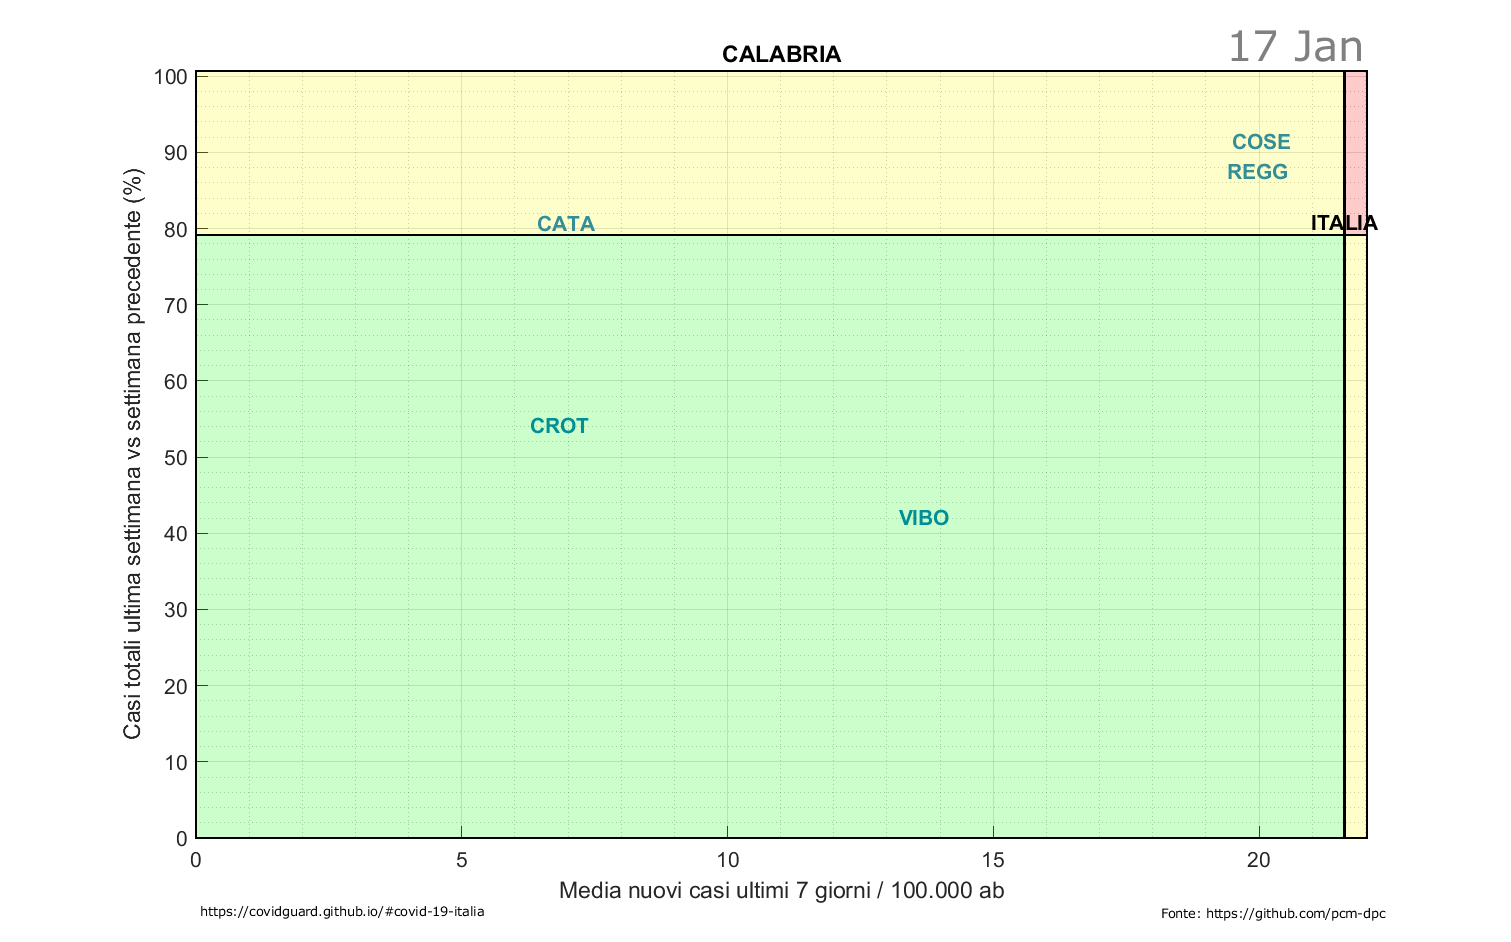 17 Jan
CALABRIA
100
90
80
70
60
50
40
30
20
10
0
Casi totali ultima settimana vs settimana precedente (%)
COSE
REGG
CATA
ITALIA
CROT
VIBO
0 5 10 15 20
Media nuovi casi ultimi 7 giorni / 100.000 ab
https://covidguard.github.io/#covid-19-italia
Fonte: https://github.com/pcm-dpc